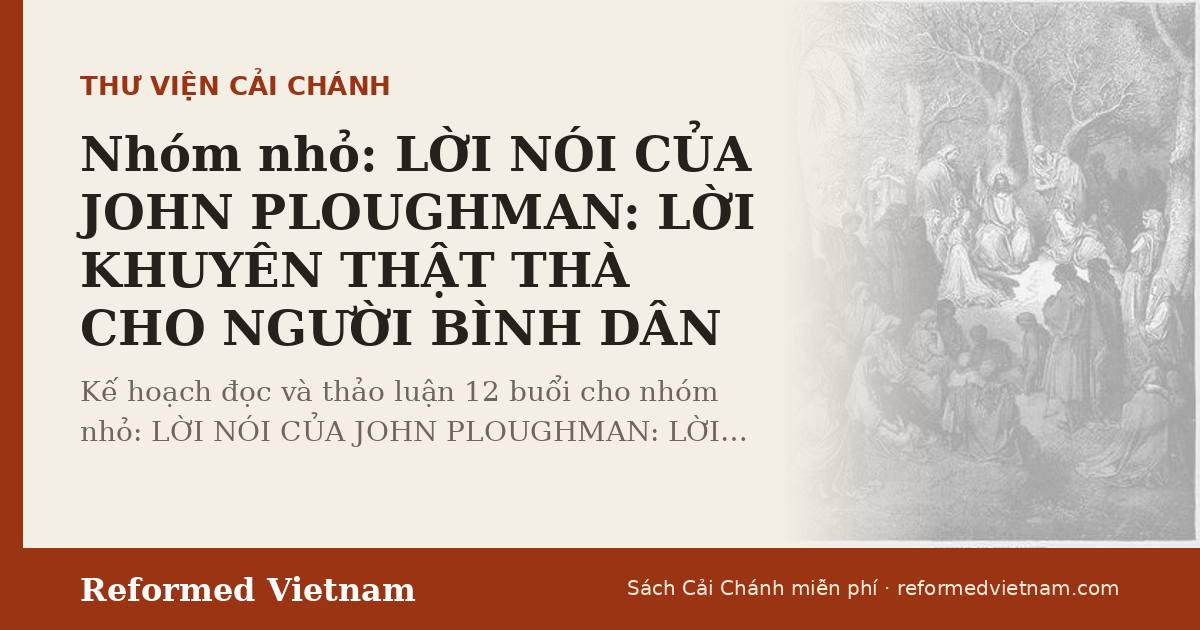 THƯ VIỆN CẢI CHÁNH
Nhóm nhỏ: LỜI NÓI CỦA
JOHN PLOUGHMAN: LỜI
KHUYÊN THẬT THÀ
CHO NGƯỜI BÌNH DÂN
Kế hoạch đọc và thảo luận 12 buổi cho nhóm
nhỏ: LỜI NÓI CỦA JOHN PLOUGHMAN: LỜI...
Reformed Vietnam
Sách Cải Chánh miễn phí · reformedvietnam.com